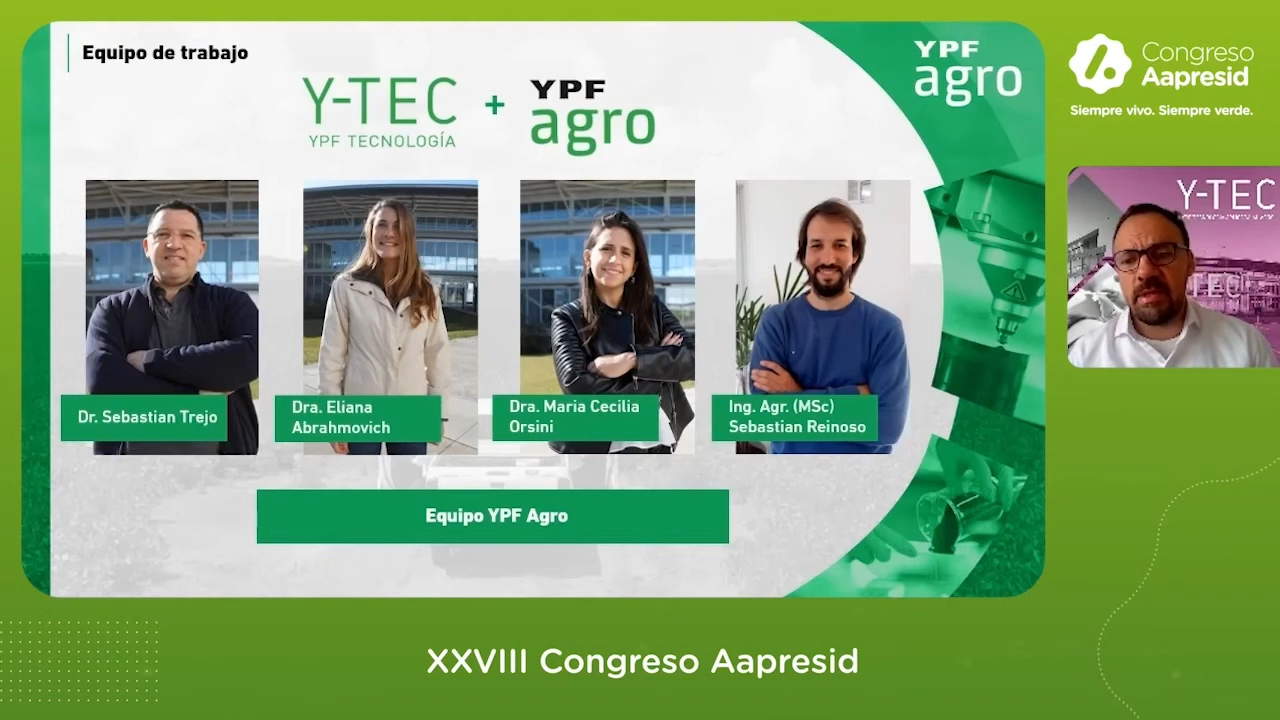 Equipo de trabajo
Y-TEC
YPF TECNOLOGÍA
+
YPF
agro
YPF
agro
Congreso
Aapresid
Siempre vivo. Siempre verde.
Y-TEC
TEC
Dr. Sebastian Trejo
Dra. Eliana
Abrahmovich
Dra. Maria Cecilia
Orsini
Ing. Agr. (MSc)
Sebastian Reinoso
Equipo YPF Agro
XXVIII Congreso Aapresid